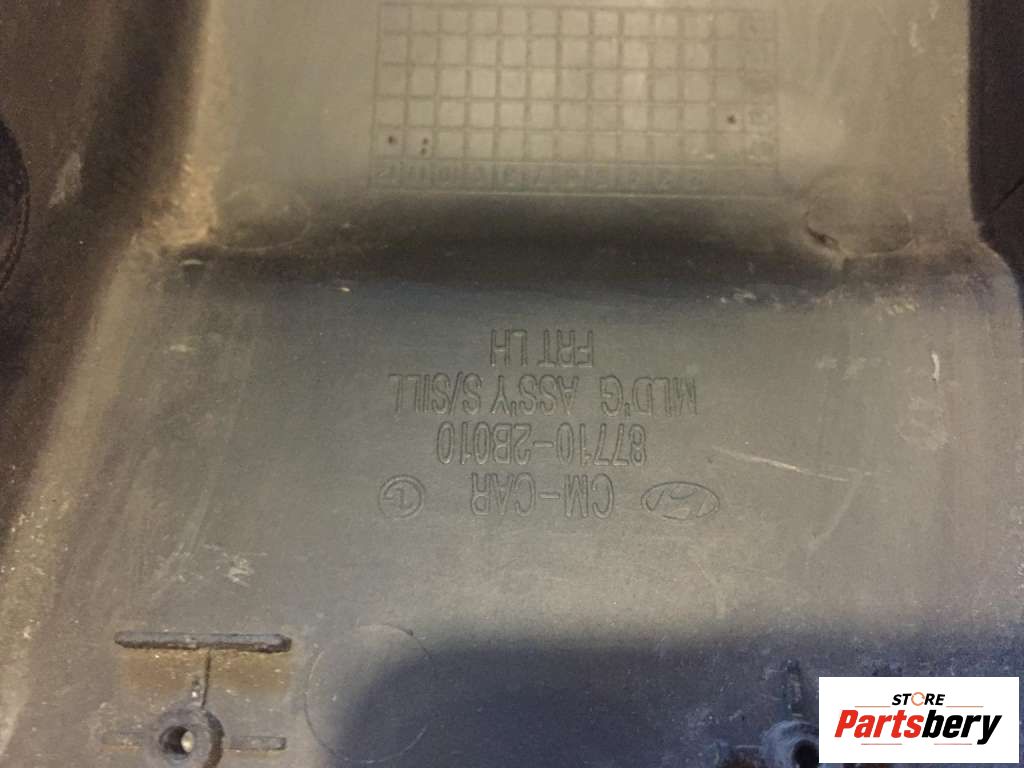 CM-CAR L
87710-2B010
MLD'G ASS'Y S/SILL
FRT LH
STORE
Partsbery